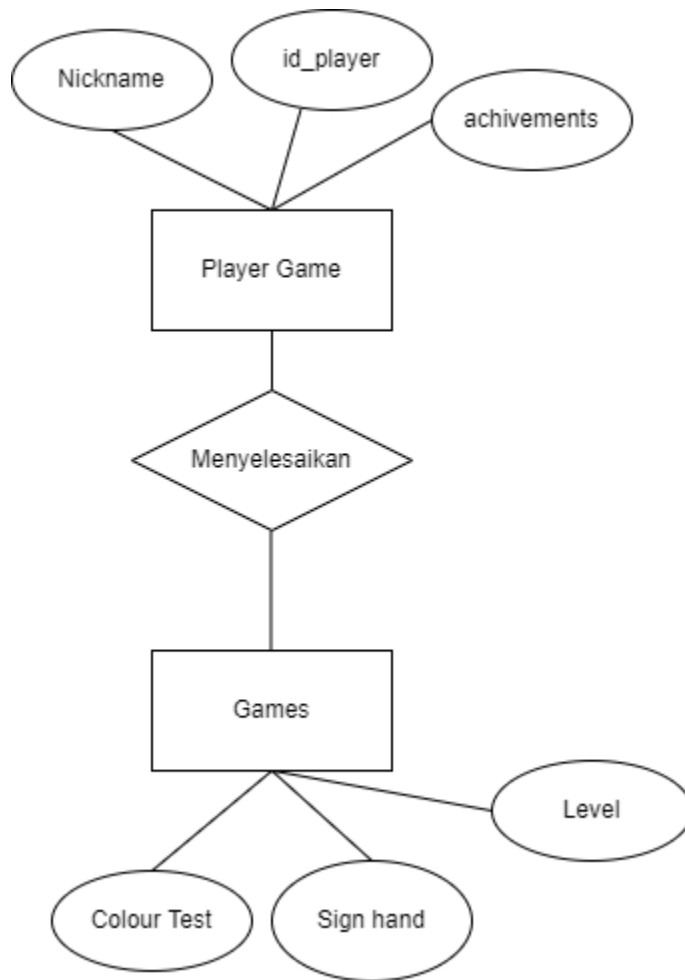 Nickname
id_player
achivements
Player Game
Menyelesaikan
Games
Level
Colour Test
Sign hand